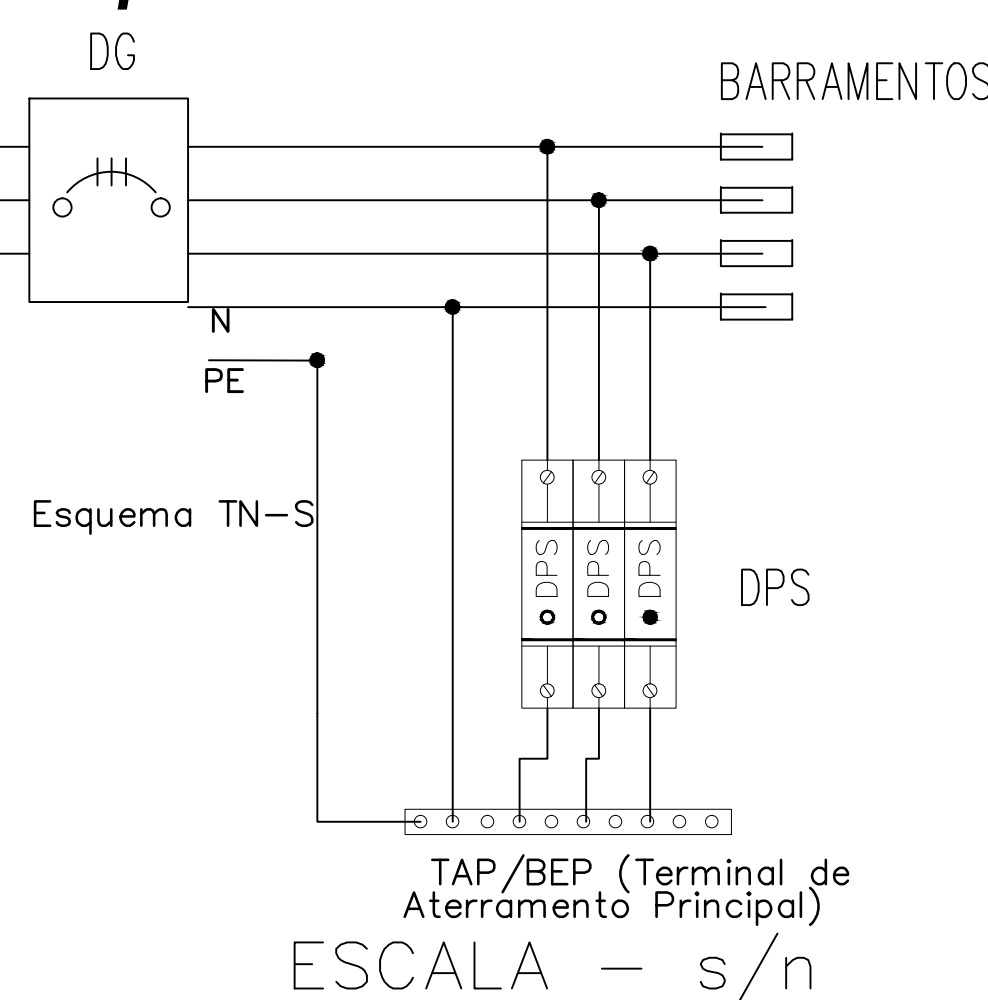 DG
BARRAMENTOS
N
PE
Esquema TN-S
DPS DPS DPS
DPS
TAP/BEP (Terminal de
Aterramento Principal)
ESCALA - s/n